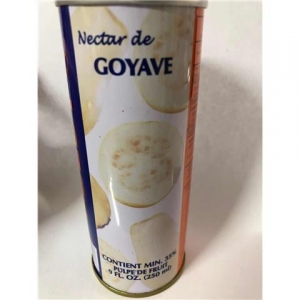 Nectar de
GOYAVE
CONTIENT MIN. 35%
PULPE DE FRUIT
9 FL. OZ. (250 ml)